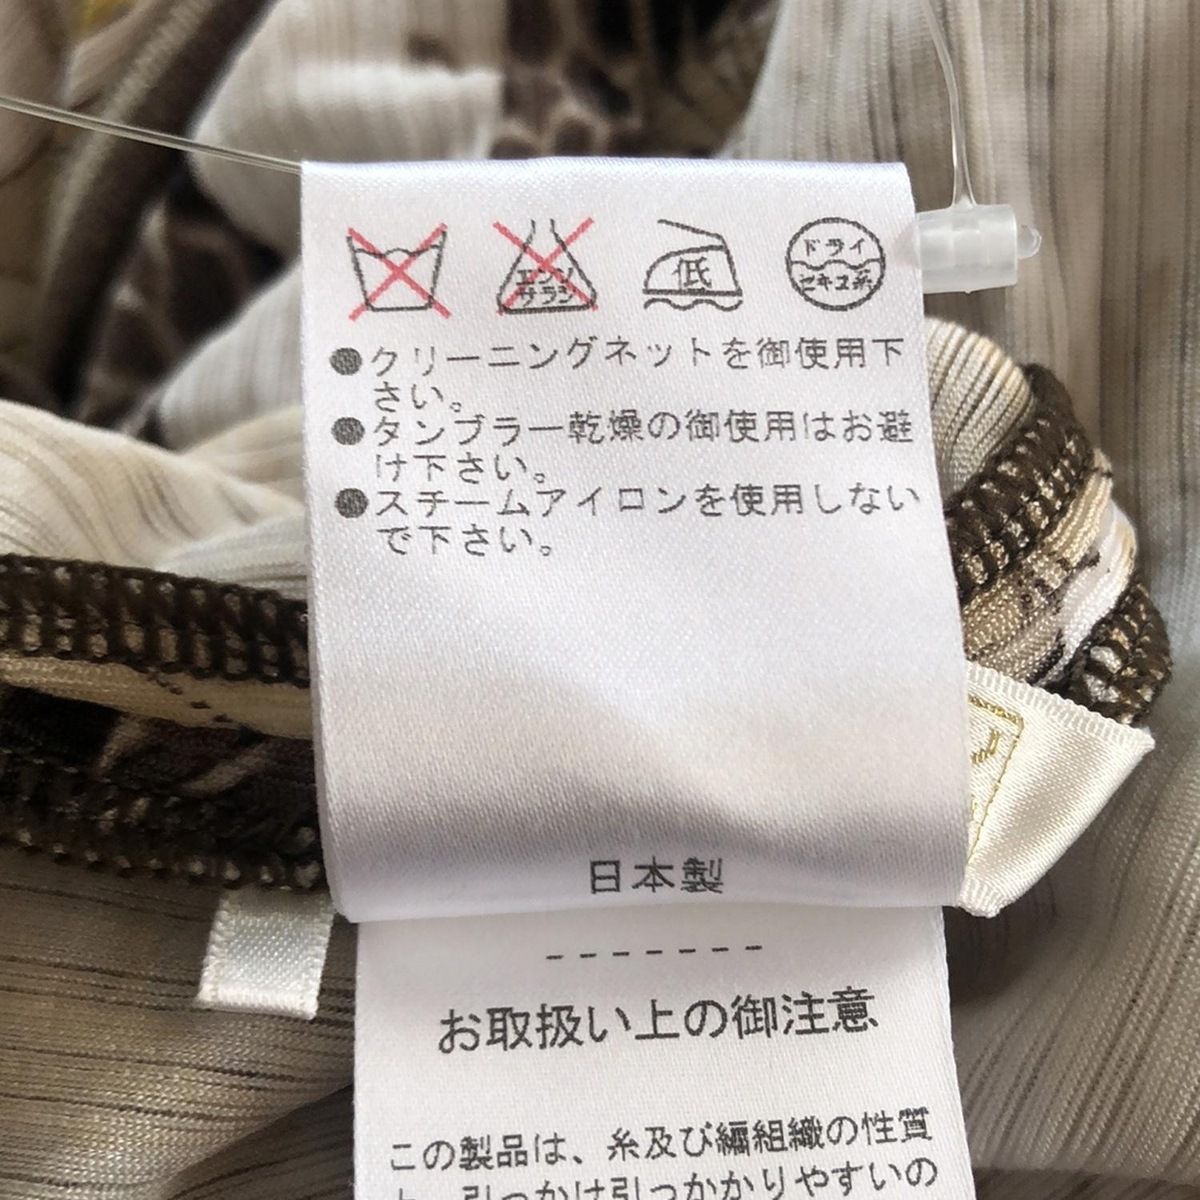 エンソ
サラシ
低
ドライ
セキユ系
●クリーニングネットを御使用下
さい。
●タンブラー乾燥の御使用はお避
け下さい。
●スチームアイロンを使用しない
で下さい。
日本製
-------
お取扱い上の御注意
この製品は、糸及び編組織の性質
上、引っかけ引っかかりやすいの